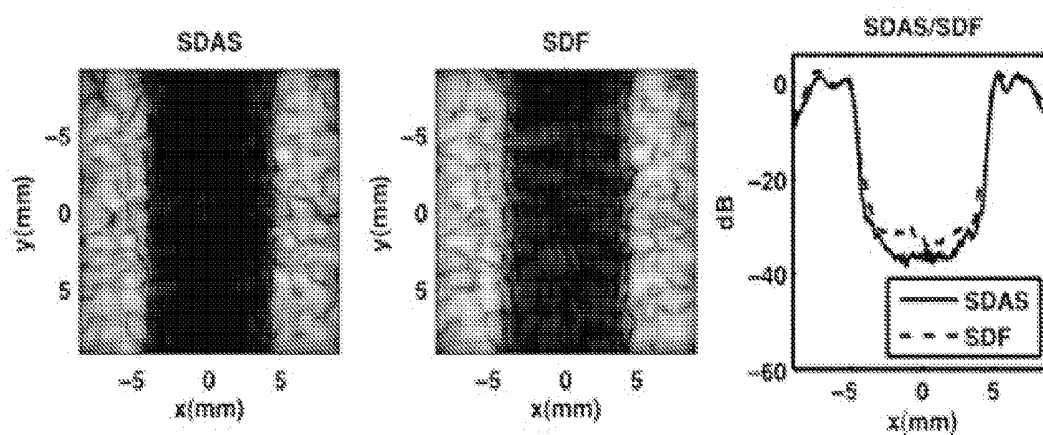 SDAS
y(mm)
-5
0
5
-5 0 5
x(mm)
SDF
y(mm)
-5
0
5
-5 0 5
x(mm)
SDAS/SDF
dB
0
-20
-40
-60
SDAS
SDF
-5 0 5
x(mm)